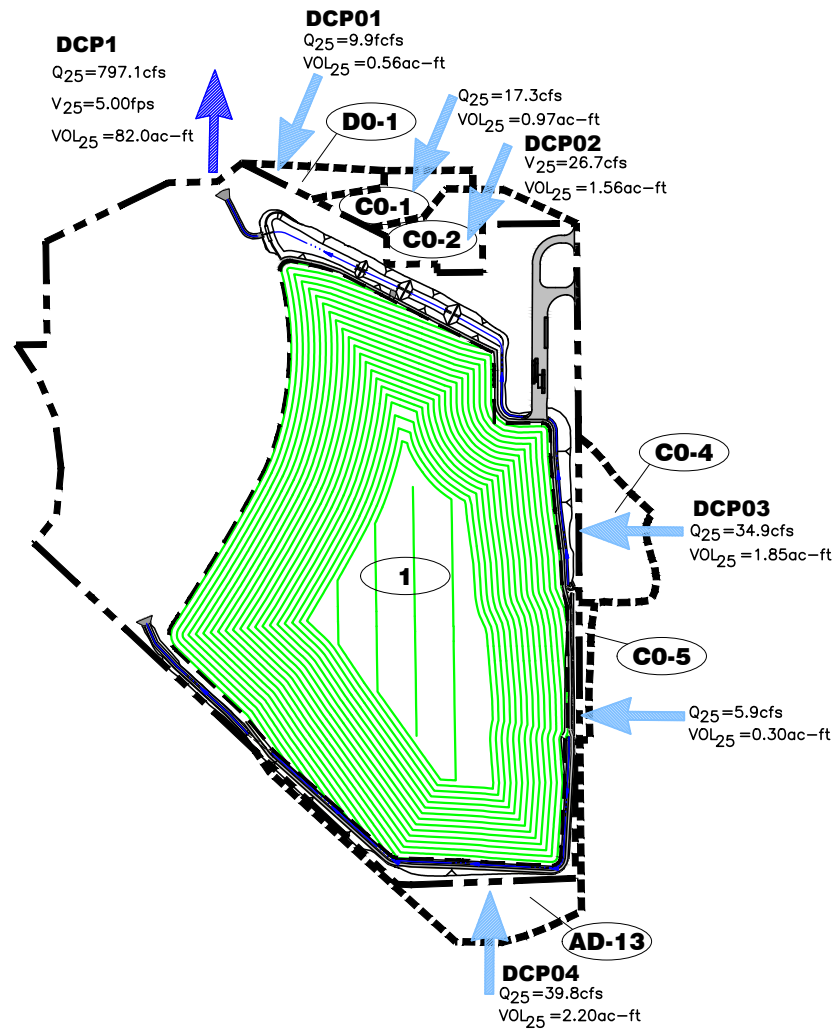 DCP01
Q25=9.9fcfs
VOL25=0.56ac-ft
DCP1
Q25=797.1cfs
V25=5.00fps
VOL25=82.0ac-ft
Q25=17.3cfs
VOL25=0.97ac-ft
D0-1
DCP02
V25=26.7cfs
VOL25=1.56ac-ft
C0-1
C0-2
C0-4
DCP03
Q25=34.9cfs
VOL25=1.85ac-ft
1
C0-5
Q25=5.9cfs
VOL25=0.30ac-ft
AD-13
DCP04
Q25=39.8cfs
VOL25=2.20ac-ft